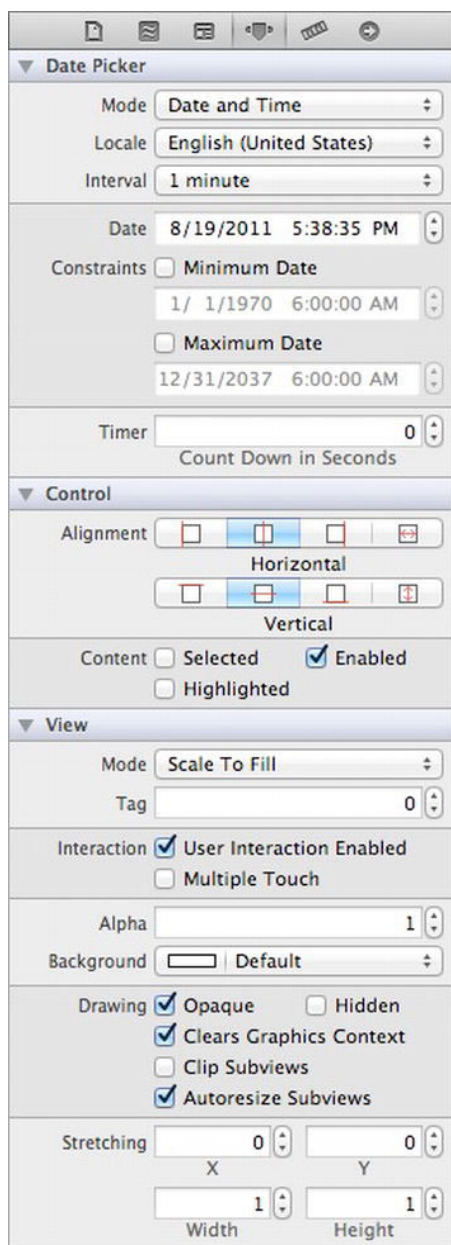 Date Picker
Mode Date and Time
Locale English (United States)
Interval 1 minute
Date 8/19/2011 5:38:35 PM
Constraints Minimum Date
1/ 1/1970 6:00:00 AM
Maximum Date
12/31/2037 6:00:00 AM
Timer 0
Count Down in Seconds
Control
Alignment
Horizontal
Vertical
Content Selected Enabled
Highlighted
View
Mode Scale To Fill
Tag 0
Interaction User Interaction Enabled
Multiple Touch
Alpha 1
Background Default
Drawing Opaque Hidden
Clears Graphics Context
Clip Subviews
Autoresize Subviews
Stretching 0 0
X Y
1 1
Width Height